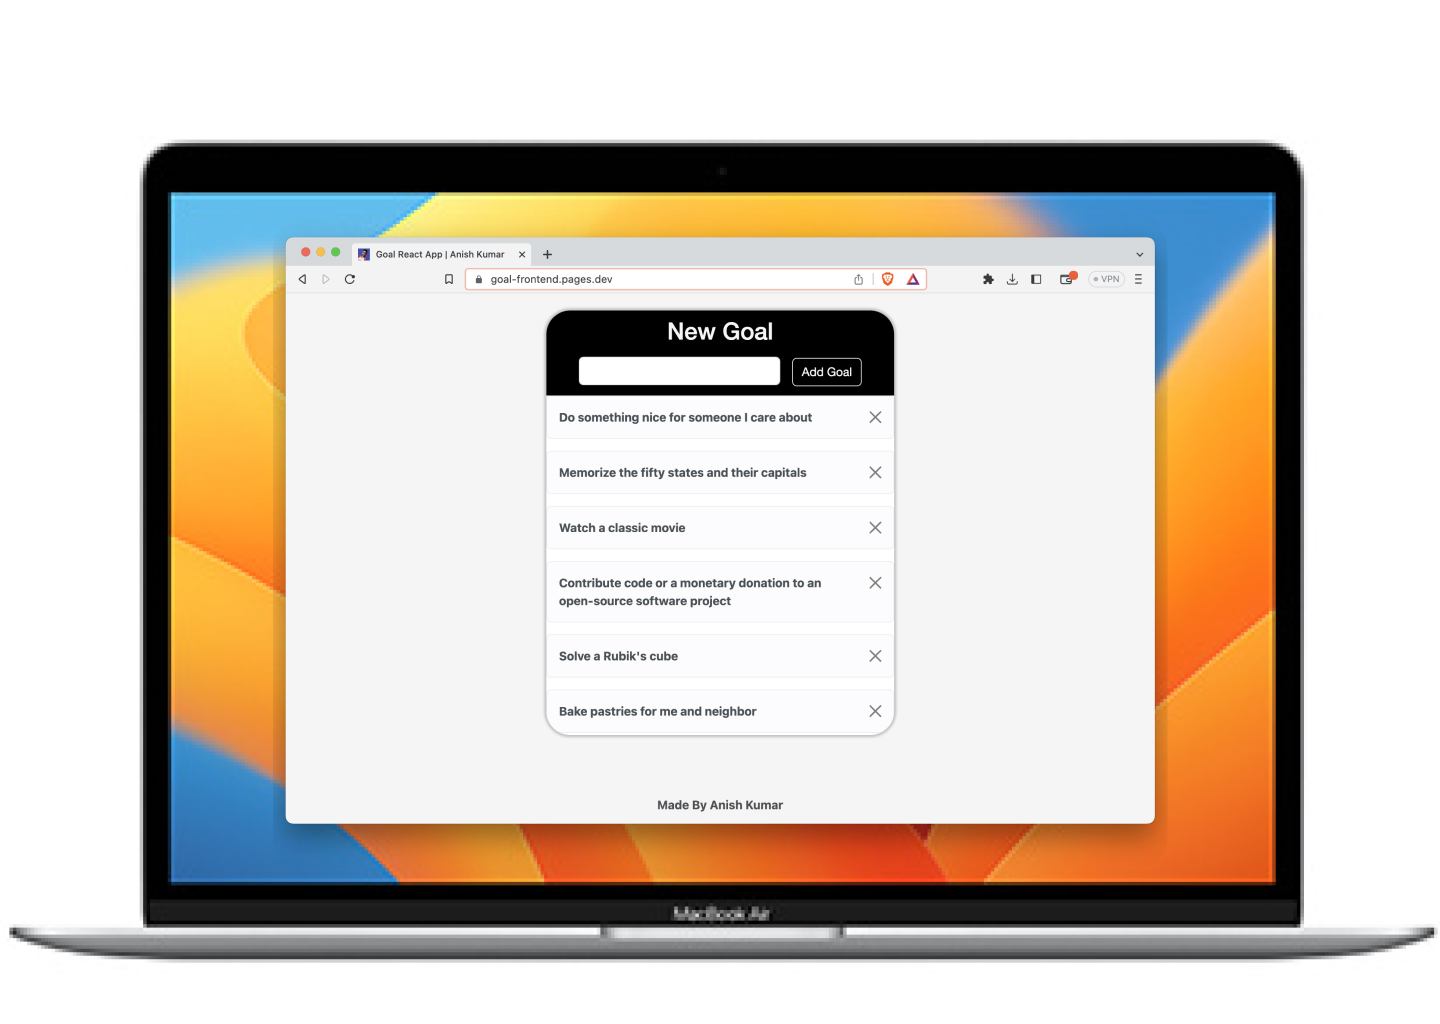 Goal React App | Anish Kumar
goal-frontend.pages.dev
VPN
New Goal
Add Goal
Do something nice for someone I care about
Memorize the fifty states and their capitals
Watch a classic movie
Contribute code or a monetary donation to an
open-source software project
Solve a Rubik's cube
Bake pastries for me and neighbor
Made By Anish Kumar
MacBook Air